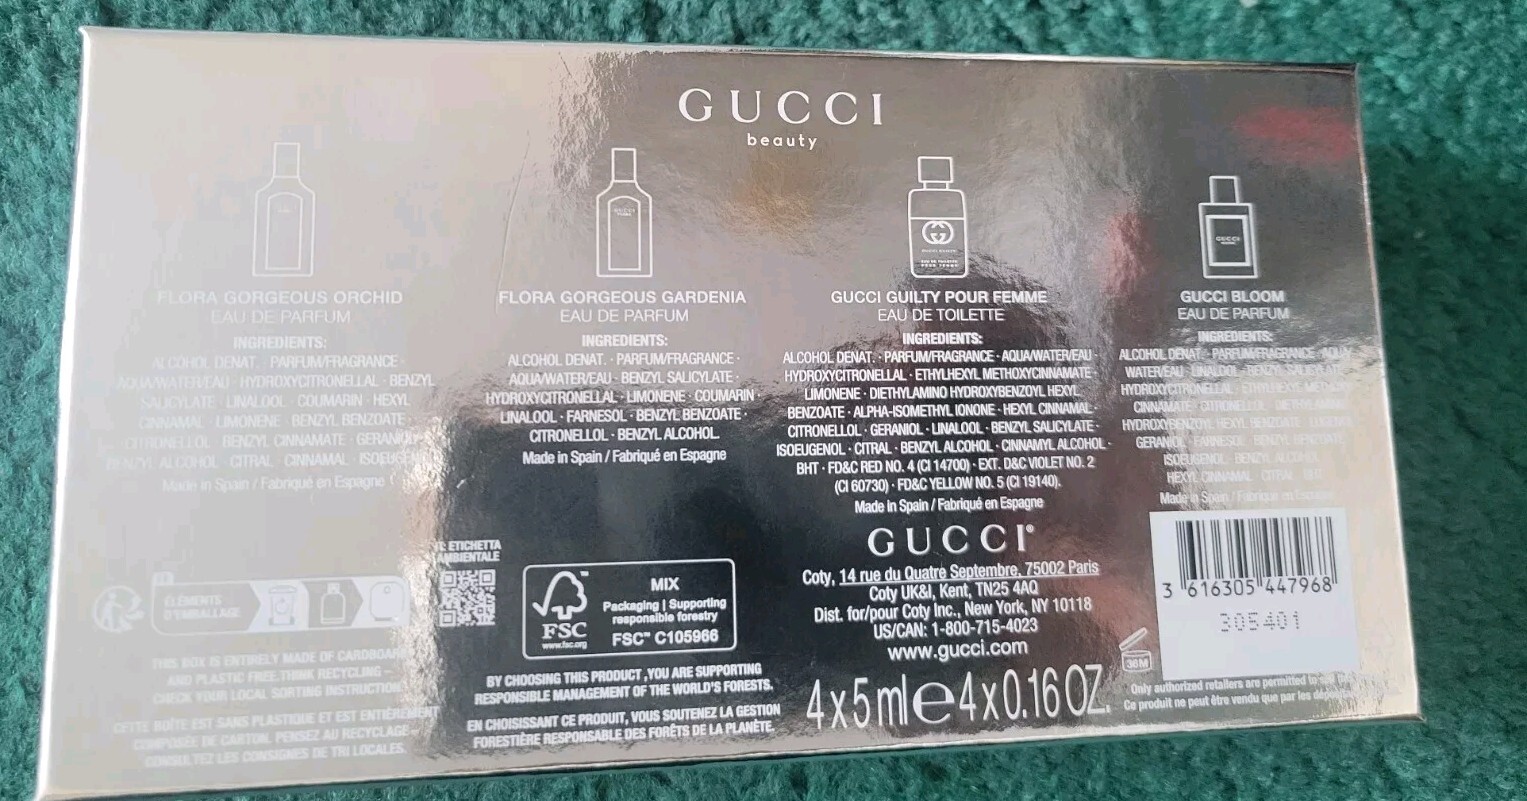 GUCCI
beauty
FLORA GORGEOUS ORCHID
EAU DE PARFUM
INGREDIENTS:
ALCOHOL DENAT. · PARFUM/FRAGRANCE ·
AQUA/WATER/EAU · HYDROXYCITRONELLAL · BENZYL
SALICYLATE · LINALOOL · COUMARIN · HEXYL
CINNAMAL · LIMONENE · BENZYL BENZOATE ·
CITRONELLOL · BENZYL CINNAMATE · GERANIOL
BENZYL ALCOHOL · CITRAL · CINNAMAL · ISOEUGENOL
Made in Spain / Fabriqué en Espagne
FLORA GORGEOUS GARDENIA
EAU DE PARFUM
INGREDIENTS:
ALCOHOL DENAT. · PARFUM/FRAGRANCE ·
AQUA/WATER/EAU · BENZYL SALICYLATE ·
HYDROXYCITRONELLAL · LIMONENE · COUMARIN ·
LINALOOL · FARNESOL · BENZYL BENZOATE ·
CITRONELLOL · BENZYL ALCOHOL.
Made in Spain / Fabriqué en Espagne
GUCCI GUILTY POUR FEMME
EAU DE TOILETTE
INGREDIENTS:
ALCOHOL DENAT. · PARFUM/FRAGRANCE · AQUA/WATER/EAU ·
HYDROXYCITRONELLAL · ETHYLHEXYL METHOXYCINNAMATE ·
LIMONENE · DIETHYLAMINO HYDROXYBENZOYL HEXYL
BENZOATE · ALPHA-ISOMETHYL IONONE · HEXYL CINNAMAL ·
CITRONELLOL · GERANIOL · LINALOOL · BENZYL SALICYLATE ·
ISOEUGENOL · CITRAL · BENZYL ALCOHOL · CINNAMYL ALCOHOL ·
BHT · FD&C RED NO. 4 (CI 14700) · EXT. D&C VIOLET NO. 2
(CI 60730) · FD&C YELLOW NO. 5 (CI 19140).
Made in Spain / Fabriqué en Espagne
GUCCI BLOOM
EAU DE PARFUM
INGREDIENTS:
ALCOHOL DENAT. · PARFUM/FRAGRANCE · AQUA/
WATER/EAU · LINALOOL · BENZYL SALICYLATE
HYDROXYCITRONELLAL · ETHYLHEXYL METHOXY
CINNAMATE · CITRONELLOL · DIETHYLAMINO
HYDROXYBENZOYL HEXYL BENZOATE · EUGENOL
GERANIOL · FARNESOL · BENZYL BENZOATE
ISOEUGENOL · BENZYL ALCOHOL
HEXYL CINNAMAL · CITRAL
Made in Spain / Fabriqué en Espagne
ÉLÉMENTS
D'EMBALLAGE
THIS BOX IS ENTIRELY MADE OF CARDBOARD
AND PLASTIC FREE. THINK RECYCLING –
CHECK YOUR LOCAL SORTING INSTRUCTION
CETTE BOÎTE EST SANS PLASTIQUE ET EST ENTIÈREMENT
COMPOSÉE DE CARTON. PENSEZ AU RECYCLAGE
CONSULTEZ LES CONSIGNES DE TRI LOCALES.
ETICHETTA
AMBIENTALE
FSC
www.fsc.org
MIX
Packaging | Supporting
responsible forestry
FSC™ C105966
BY CHOOSING THIS PRODUCT ,YOU ARE SUPPORTING
RESPONSIBLE MANAGEMENT OF THE WORLD'S FORESTS.
EN CHOISISSANT CE PRODUIT, VOUS SOUTENEZ LA GESTION
FORESTIÈRE RESPONSABLE DES FORÊTS DE LA PLANÈTE.
GUCCI®
Coty, 14 rue du Quatre Septembre, 75002 Paris
Coty UK&I, Kent, TN25 4AQ
Dist. for/pour Coty Inc., New York, NY 10118
US/CAN: 1-800-715-4023
www.gucci.com
4x5ml e 4x0.16 OZ.
36M
3 616305 447968
305401
Only authorized retailers are permitted to
Ce produit ne peut être vendu que par les